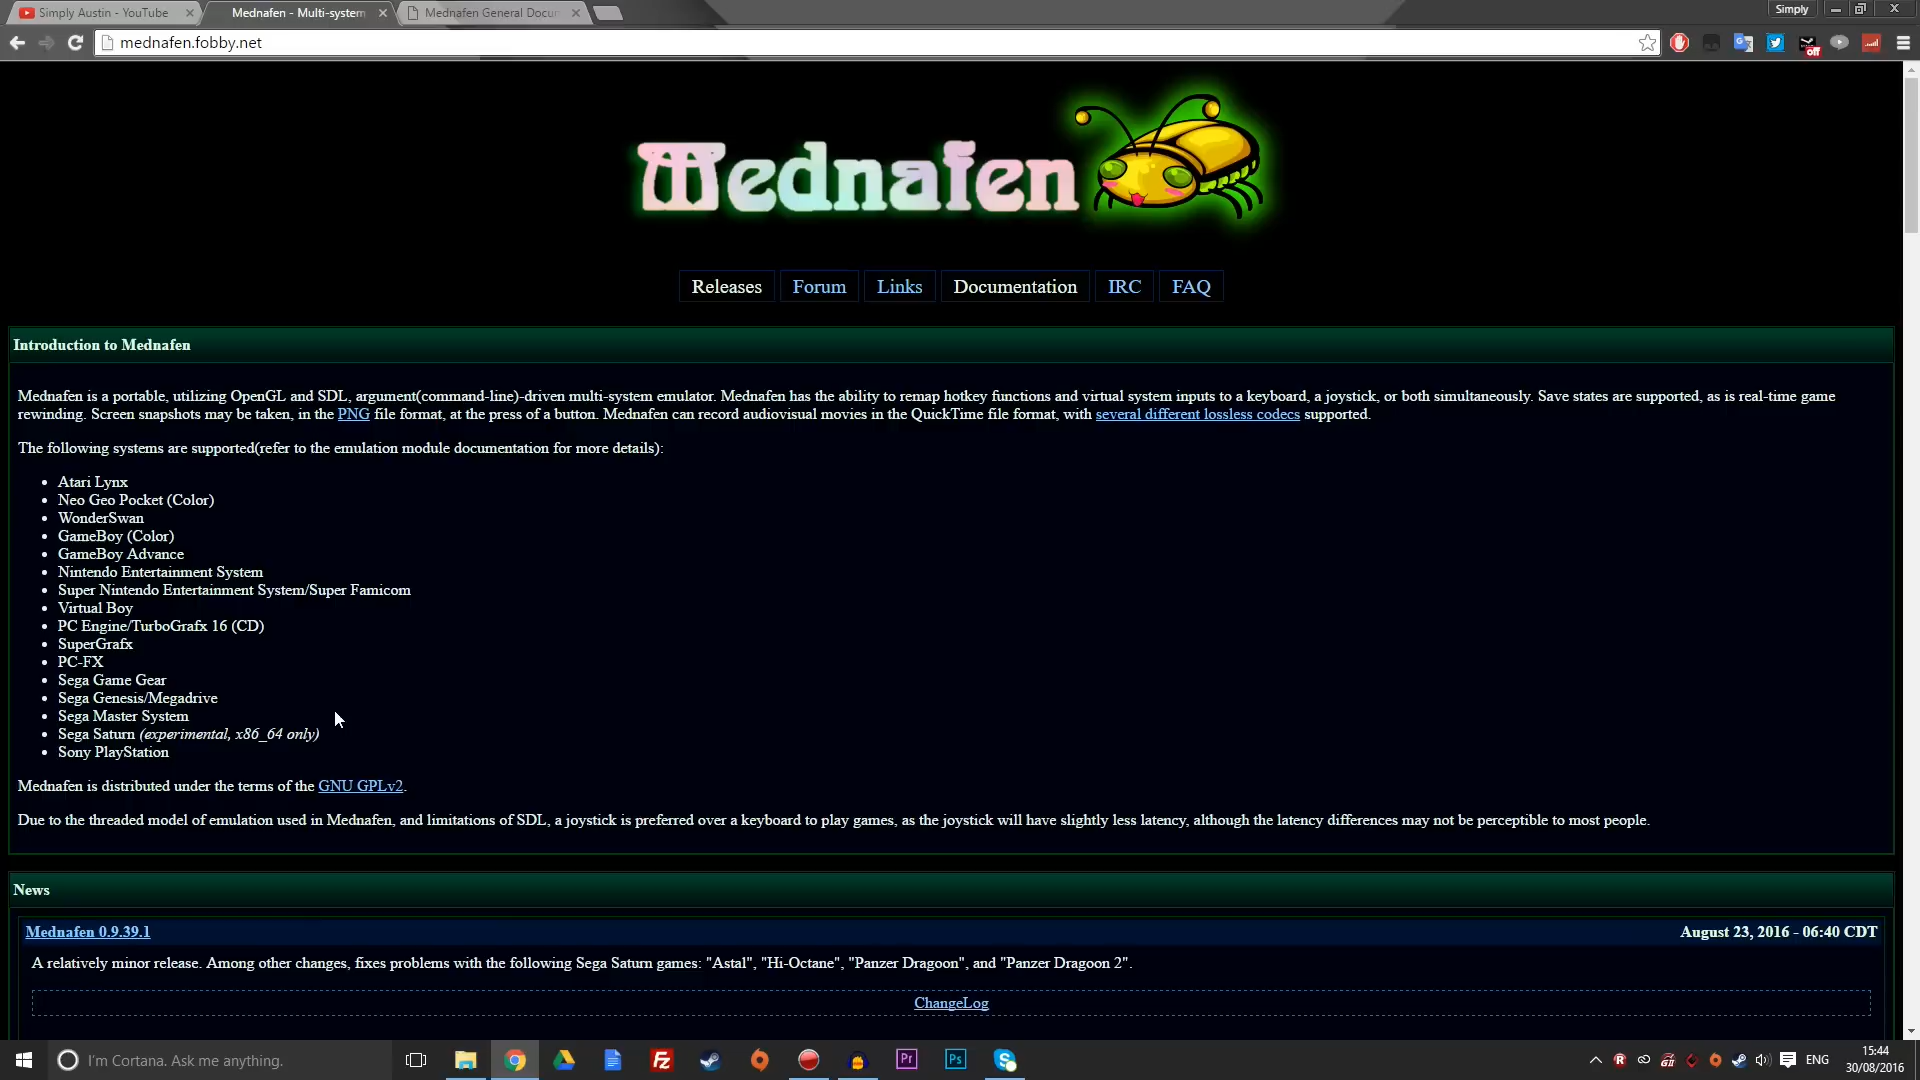 Simply Austin - YouTube
Mednafen - Multi-system
Mednafen General Docun
Simply
mednafen.fobby.net
off
Mednafen
Releases
Forum
Links
Documentation
IRC
FAQ
Introduction to Mednafen
Mednafen is a portable, utilizing OpenGL and SDL, argument(command-line)-driven multi-system emulator. Mednafen has the ability to remap hotkey functions and virtual system inputs to a keyboard, a joystick, or both simultaneously. Save states are supported, as is real-time game
rewinding. Screen snapshots may be taken, in the PNG file format, at the press of a button. Mednafen can record audiovisual movies in the QuickTime file format, with several different lossless codecs supported.
The following systems are supported(refer to the emulation module documentation for more details):
Atari Lynx
Neo Geo Pocket (Color)
WonderSwan
GameBoy (Color)
GameBoy Advance
Nintendo Entertainment System
Super Nintendo Entertainment System/Super Famicom
Virtual Boy
PC Engine/TurboGrafx 16 (CD)
SuperGrafx
PC-FX
Sega Game Gear
Sega Genesis/Megadrive
Sega Master System
Sega Saturn (experimental, x86_64 only)
Sony PlayStation
Mednafen is distributed under the terms of the GNU GPLv2.
Due to the threaded model of emulation used in Mednafen, and limitations of SDL, a joystick is preferred over a keyboard to play games, as the joystick will have slightly less latency, although the latency differences may not be perceptible to most people.
News
Mednafen 0.9.39.1
August 23, 2016 - 06:40 CDT
A relatively minor release. Among other changes, fixes problems with the following Sega Saturn games: "Astal", "Hi-Octane", "Panzer Dragoon", and "Panzer Dragoon 2".
ChangeLog
I'm Cortana. Ask me anything.
Fz
Pr
Ps
ENG
15:44
30/08/2016